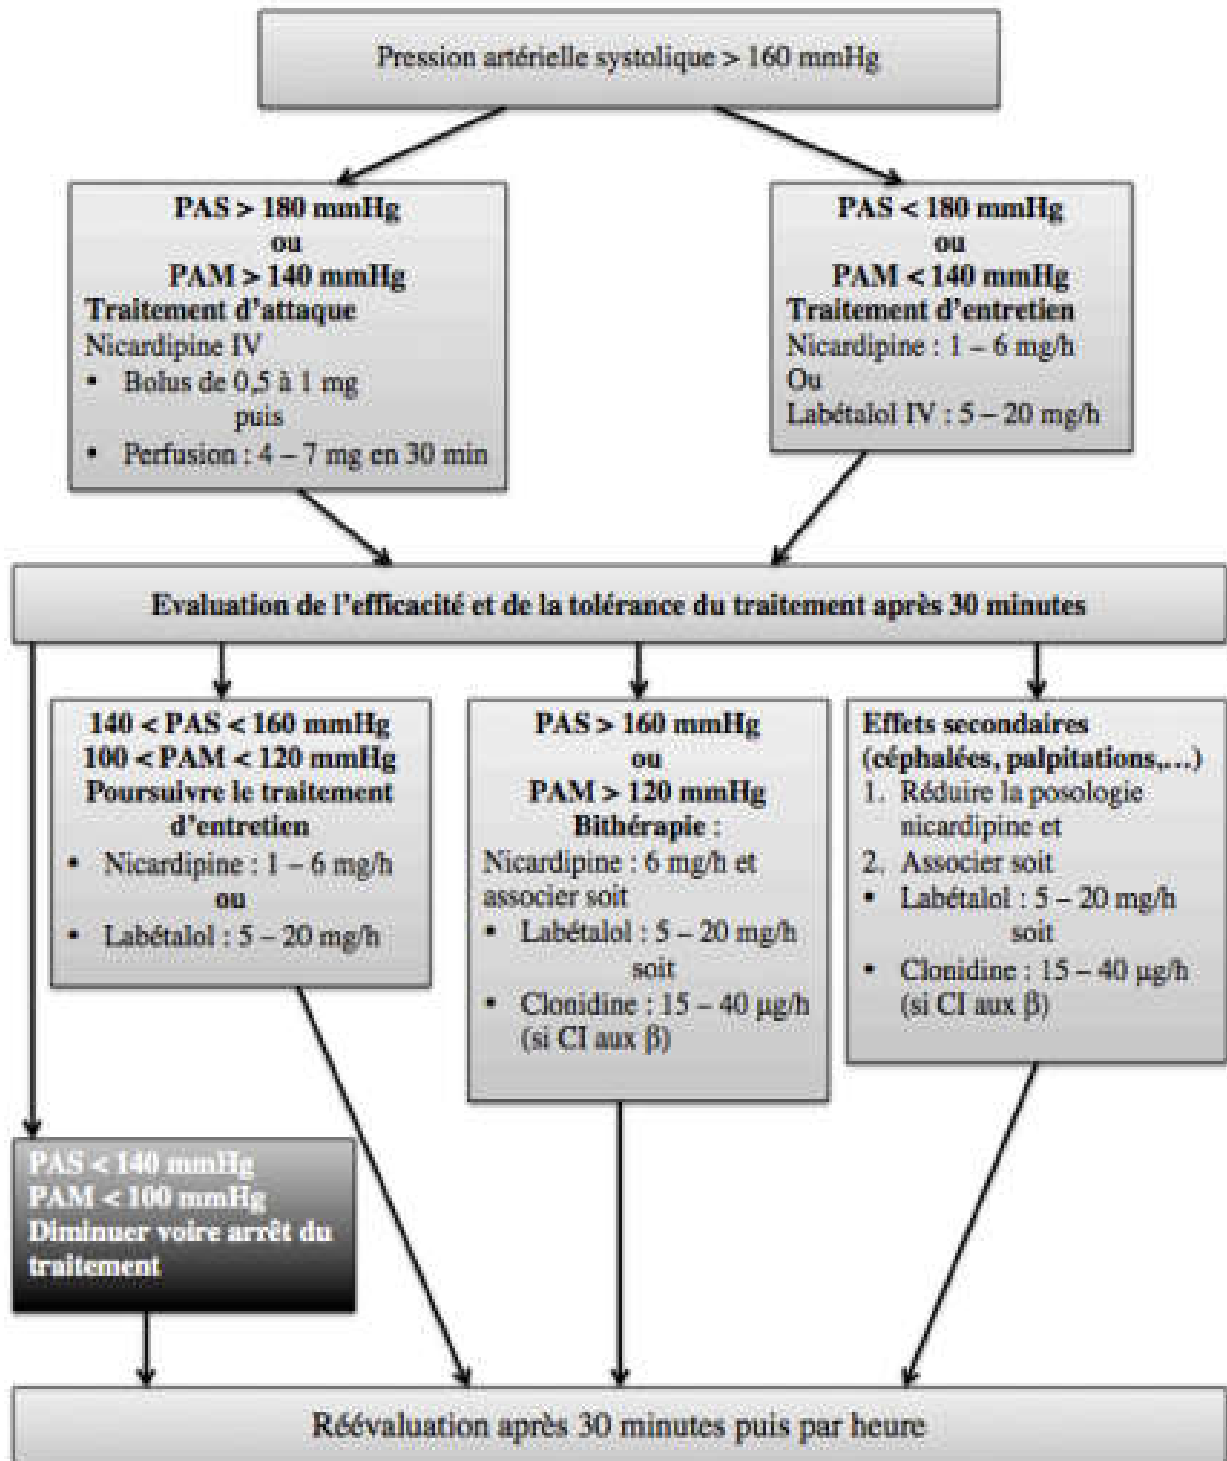 Pression artérielle systolique > 160 mmHg
PAS > 180 mmHg
ou
PAM > 140 mmHg
Traitement d'attaque
Nicardipine IV
• Bolus de 0,5 à 1 mg
puis
• Perfusion : 4 – 7 mg en 30 min
PAS < 180 mmHg
ou
PAM < 140 mmHg
Traitement d'entretien
Nicardipine : 1 – 6 mg/h
Ou
Labétalol IV : 5 – 20 mg/h
Evaluation de l'efficacité et de la tolérance du traitement après 30 minutes
140 < PAS < 160 mmHg
100 < PAM < 120 mmHg
Poursuivre le traitement
d'entretien
• Nicardipine : 1 – 6 mg/h
ou
• Labétalol : 5 – 20 mg/h
PAS > 160 mmHg
ou
PAM > 120 mmHg
Bithérapie :
Nicardipine : 6 mg/h et
associer soit
• Labétalol : 5 – 20 mg/h
soit
• Clonidine : 15 – 40 µg/h
(si CI aux β)
Effets secondaires
(céphalées, palpitations,…)
1. Réduire la posologie
nicardipine et
2. Associer soit
• Labétalol : 5 – 20 mg/h
soit
• Clonidine : 15 – 40 µg/h
(si CI aux β)
PAS < 140 mmHg
PAM < 100 mmHg
Diminuer voire arrêt du
traitement
Réévaluation après 30 minutes puis par heure